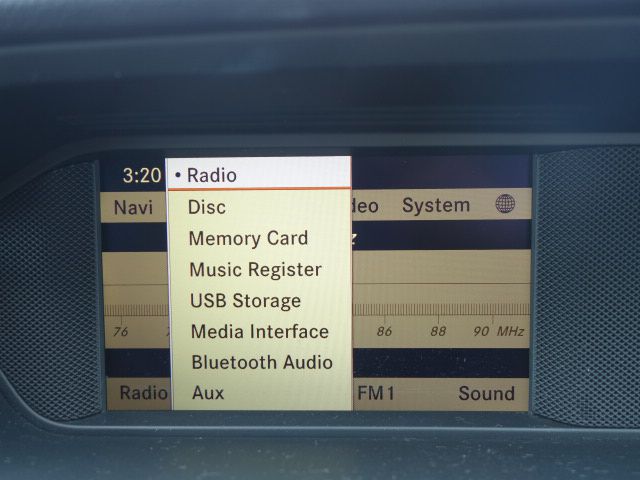 3:20 • Radio
Navi Disc deo System
Memory Card
z
Music Register
USB Storage
76 Media Interface 86 88 90 MHz
Bluetooth Audio
Radio Aux FM1 Sound